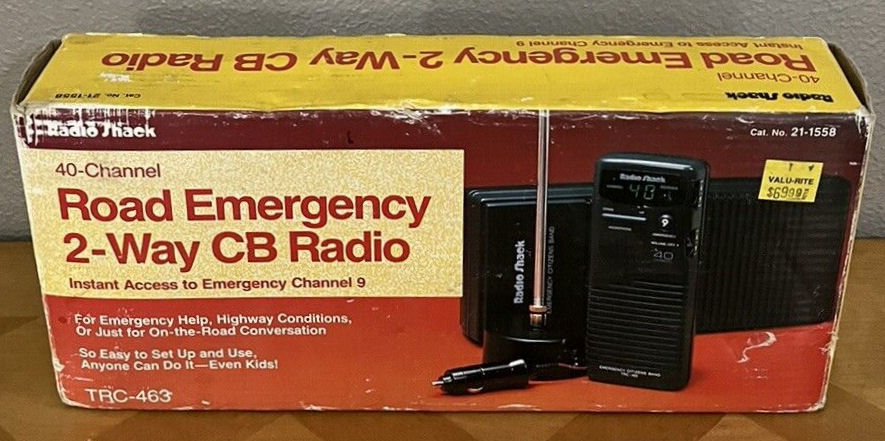 Instant Access to Emergency Channel 9
Road Emergency 2-Way CB Radio
40-Channel
Radio Shack
Cat. No. 21-1558
Radio Shack
Cat. No. 21-1558
40-Channel
Road Emergency
2-Way CB Radio
Instant Access to Emergency Channel 9
For Emergency Help, Highway Conditions,
Or Just for On-the-Road Conversation
So Easy to Set Up and Use,
Anyone Can Do It—Even Kids!
TRC-463
VALU-RITE
Radio Shack
EMERGENCY CITIZENS BAND
Radio Shack
40
9
40
EMERGENCY CITIZENS BAND